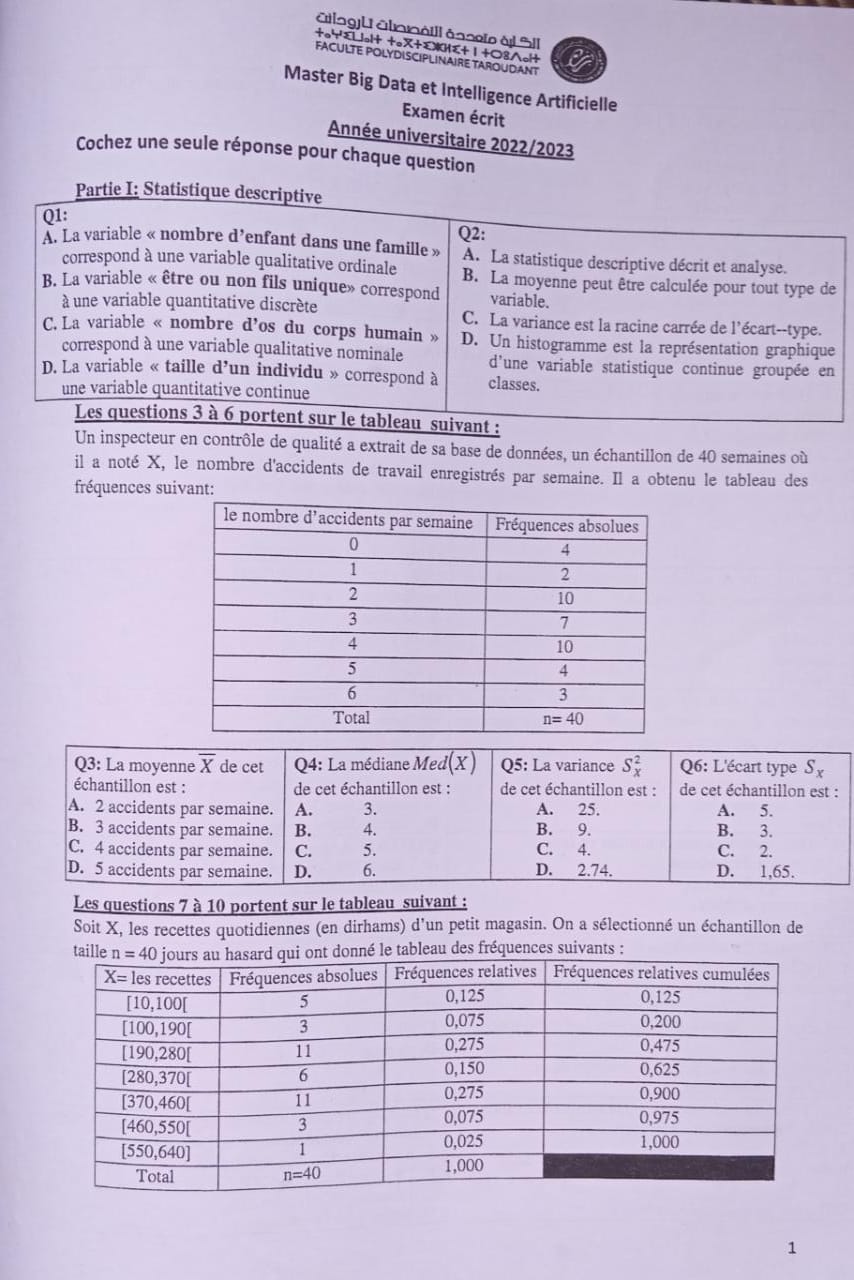 الكلية متعددة التخصصات تارودانت
FACULTE POLYDISCIPLINAIRE TAROUDANT
Master Big Data et Intelligence Artificielle
Examen écrit
Année universitaire 2022/2023
Cochez une seule réponse pour chaque question
Partie I: Statistique descriptive
Q1:
A. La variable « nombre d'enfant dans une famille »
correspond à une variable qualitative ordinale
B. La variable « être ou non fils unique» correspond
à une variable quantitative discrète
C. La variable « nombre d'os du corps humain »
correspond à une variable qualitative nominale
D. La variable « taille d'un individu » correspond à
une variable quantitative continue
Q2:
A. La statistique descriptive décrit et analyse.
B. La moyenne peut être calculée pour tout type de
variable.
C. La variance est la racine carrée de l'écart--type.
D. Un histogramme est la représentation graphique
d'une variable statistique continue groupée en
classes.
Les questions 3 à 6 portent sur le tableau suivant :
Un inspecteur en contrôle de qualité a extrait de sa base de données, un échantillon de 40 semaines où
il a noté X, le nombre d'accidents de travail enregistrés par semaine. Il a obtenu le tableau des
fréquences suivant:
le nombre d'accidents par semaine Fréquences absolues
0 4
1 2
2 10
3 7
4 10
5 4
6 3
Total n= 40
Q3: La moyenne X̅ de cet
échantillon est :
A. 2 accidents par semaine.
B. 3 accidents par semaine.
C. 4 accidents par semaine.
D. 5 accidents par semaine.
Q4: La médiane Med(X)
de cet échantillon est :
A. 3.
B. 4.
C. 5.
D. 6.
Q5: La variance S²ₓ
de cet échantillon est :
A. 25.
B. 9.
C. 4.
D. 2.74.
Q6: L'écart type Sₓ
de cet échantillon est :
A. 5.
B. 3.
C. 2.
D. 1,65.
Les questions 7 à 10 portent sur le tableau suivant :
Soit X, les recettes quotidiennes (en dirhams) d'un petit magasin. On a sélectionné un échantillon de
taille n = 40 jours au hasard qui ont donné le tableau des fréquences suivants :
X= les recettes Fréquences absolues Fréquences relatives Fréquences relatives cumulées
[10,100[ 5 0,125 0,125
[100,190[ 3 0,075 0,200
[190,280[ 11 0,275 0,475
[280,370[ 6 0,150 0,625
[370,460[ 11 0,275 0,900
[460,550[ 3 0,075 0,975
[550,640] 1 0,025 1,000
Total n=40 1,000
1